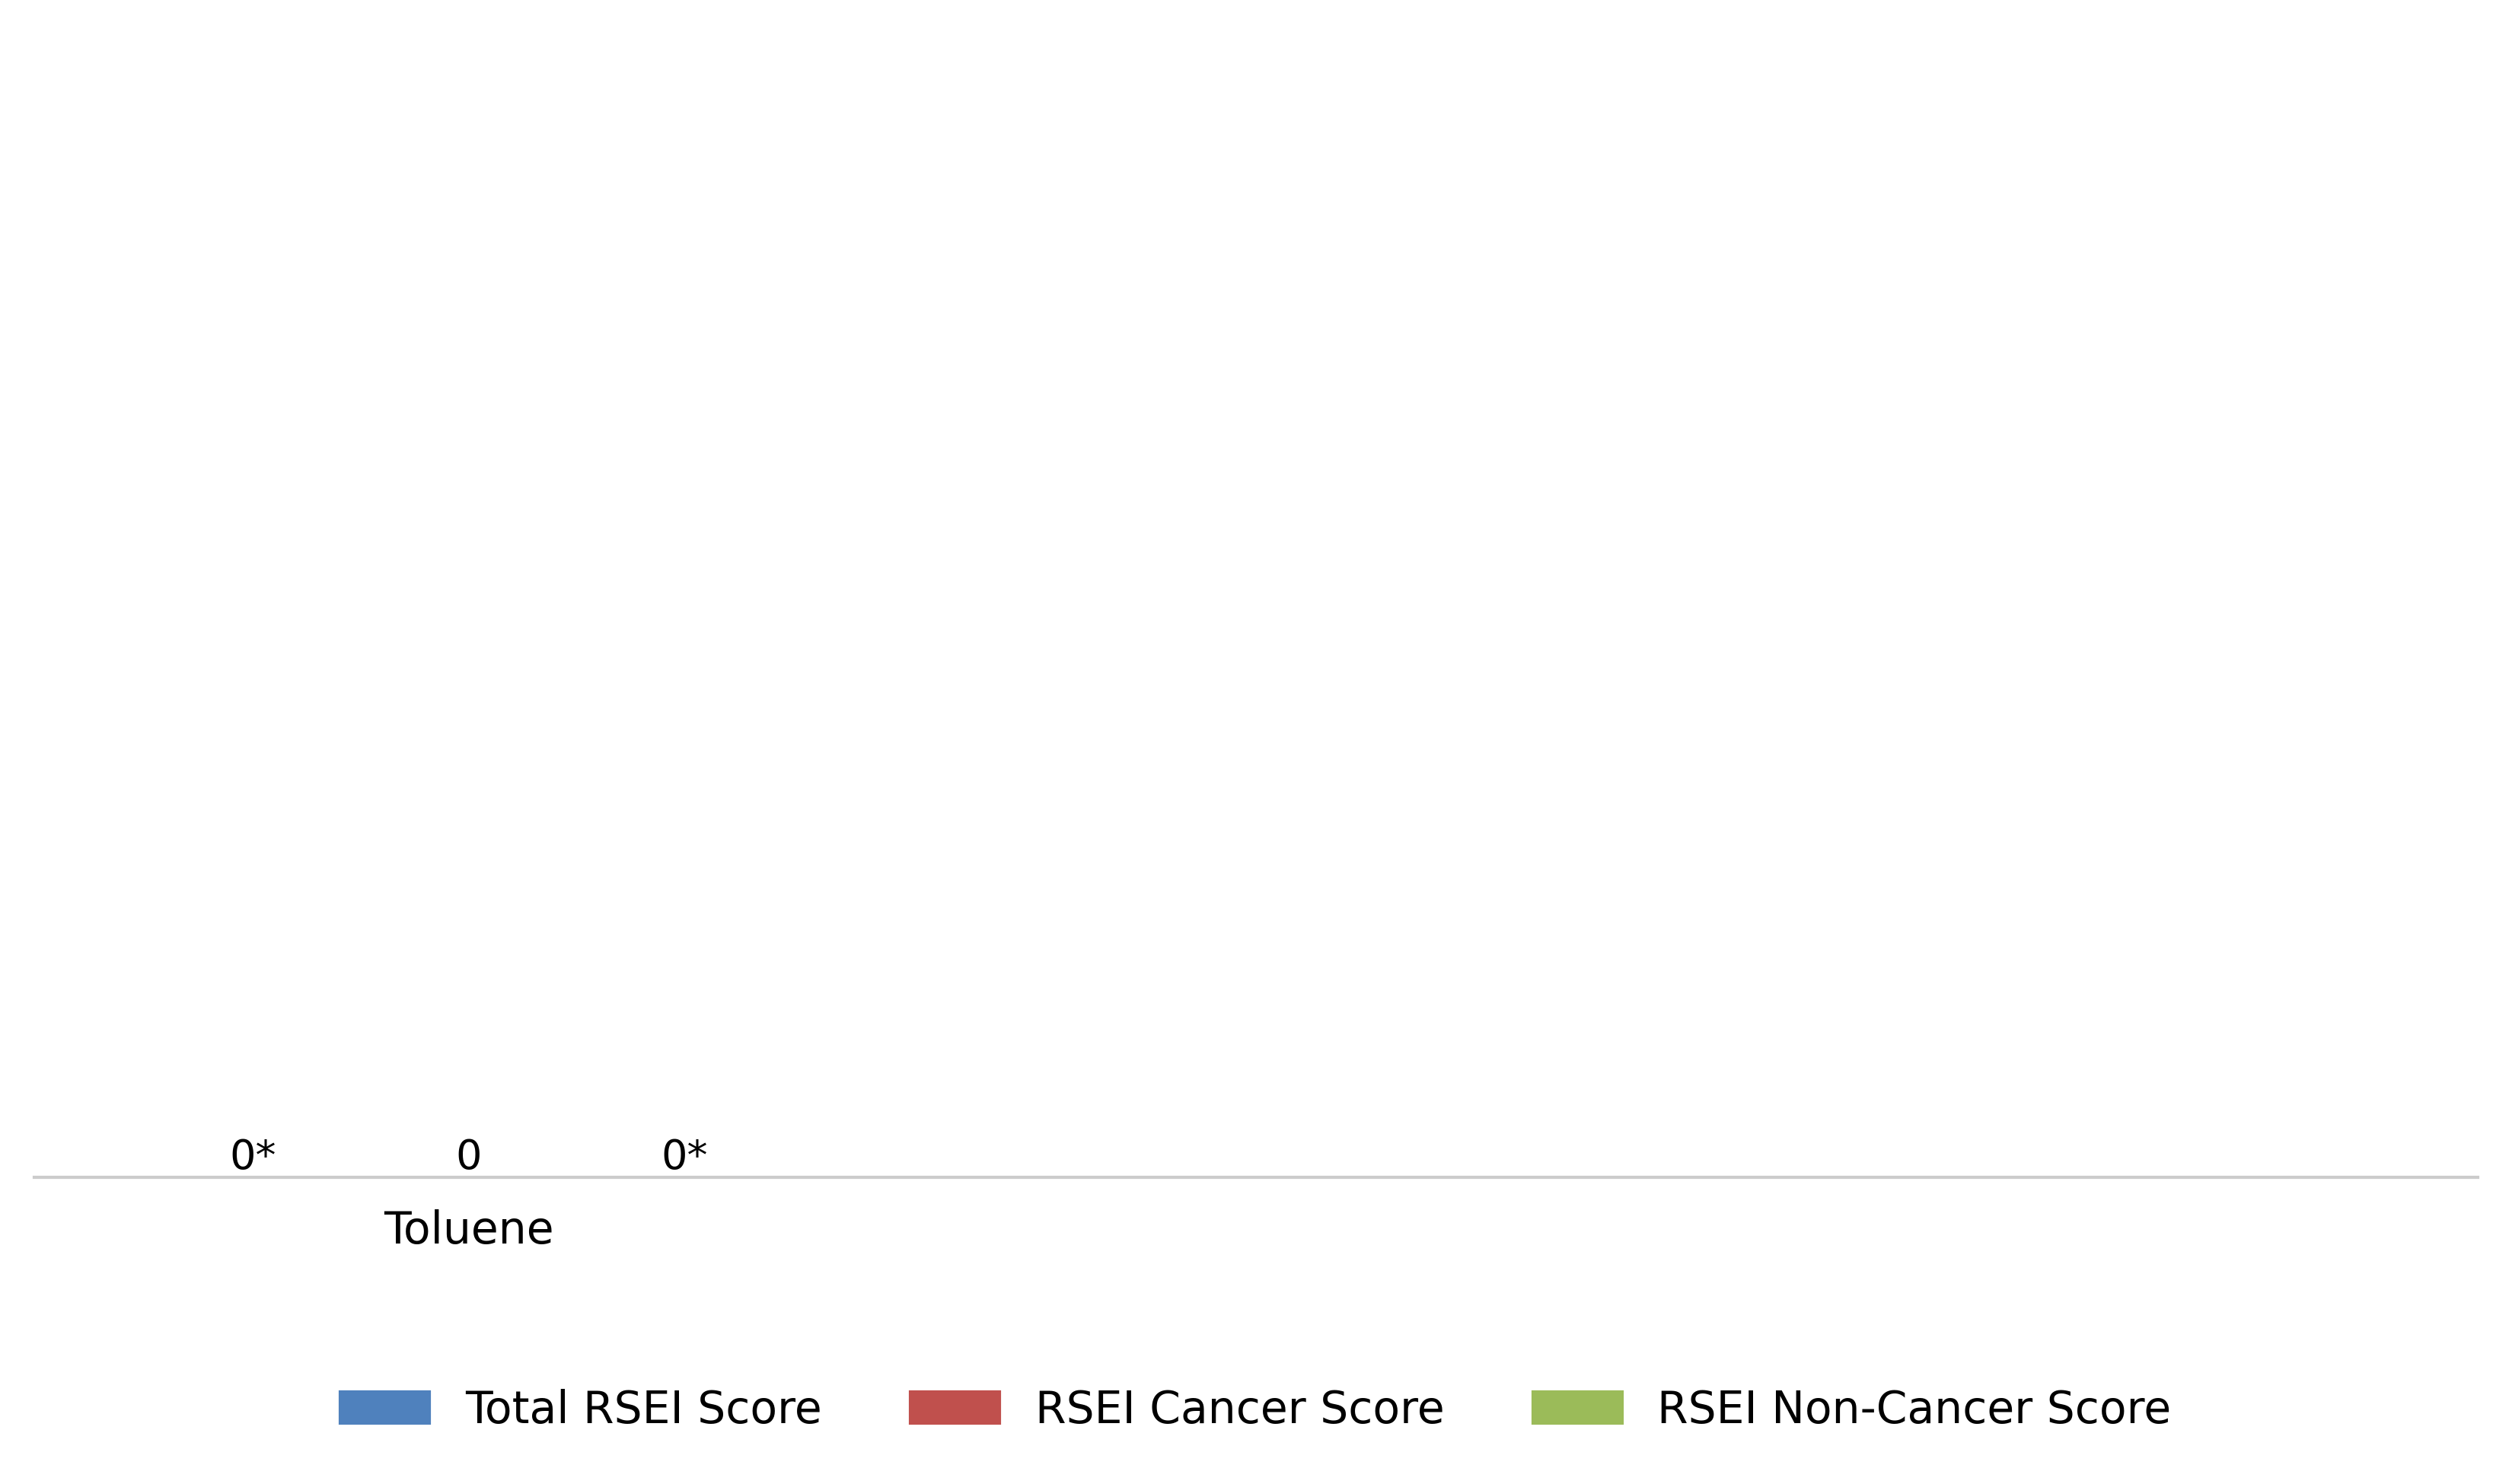 0* 0 0*
Toluene
Total RSEI Score RSEI Cancer Score RSEI Non-Cancer Score